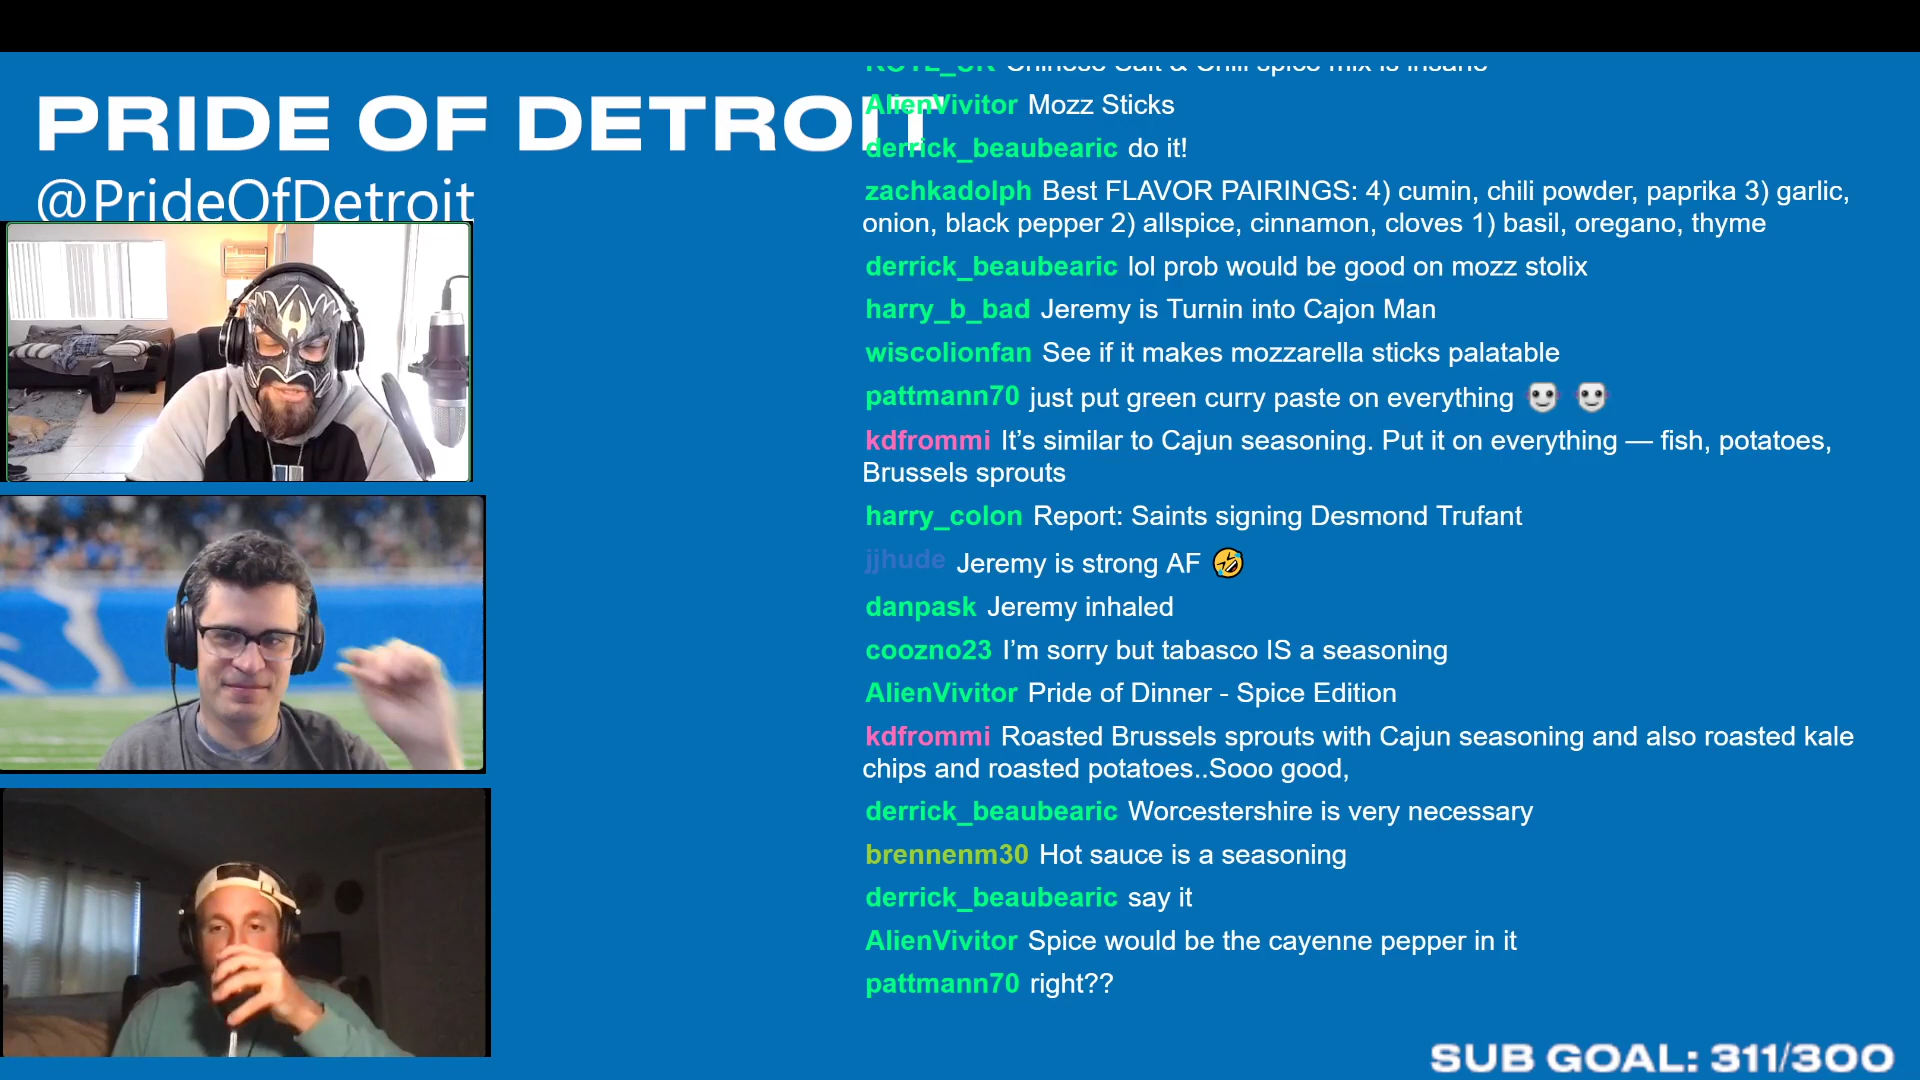 PRIDE OF DETROIT
@PrideOfDetroit
Chinese Salt & Chili spice mix is insane
AlienVivitor Mozz Sticks
derrick_beaubearic do it!
zachkadolph Best FLAVOR PAIRINGS: 4) cumin, chili powder, paprika 3) garlic,
onion, black pepper 2) allspice, cinnamon, cloves 1) basil, oregano, thyme
derrick_beaubearic lol prob would be good on mozz stolix
harry_b_bad Jeremy is Turnin into Cajon Man
wiscolionfan See if it makes mozzarella sticks palatable
pattmann70 just put green curry paste on everything
kdfrommi It’s similar to Cajun seasoning. Put it on everything — fish, potatoes,
Brussels sprouts
harry_colon Report: Saints signing Desmond Trufant
jjhude Jeremy is strong AF 🤣
danpask Jeremy inhaled
coozno23 I’m sorry but tabasco IS a seasoning
AlienVivitor Pride of Dinner - Spice Edition
kdfrommi Roasted Brussels sprouts with Cajun seasoning and also roasted kale
chips and roasted potatoes..Sooo good,
derrick_beaubearic Worcestershire is very necessary
brennenm30 Hot sauce is a seasoning
derrick_beaubearic say it
AlienVivitor Spice would be the cayenne pepper in it
pattmann70 right??
SUB GOAL: 311/300